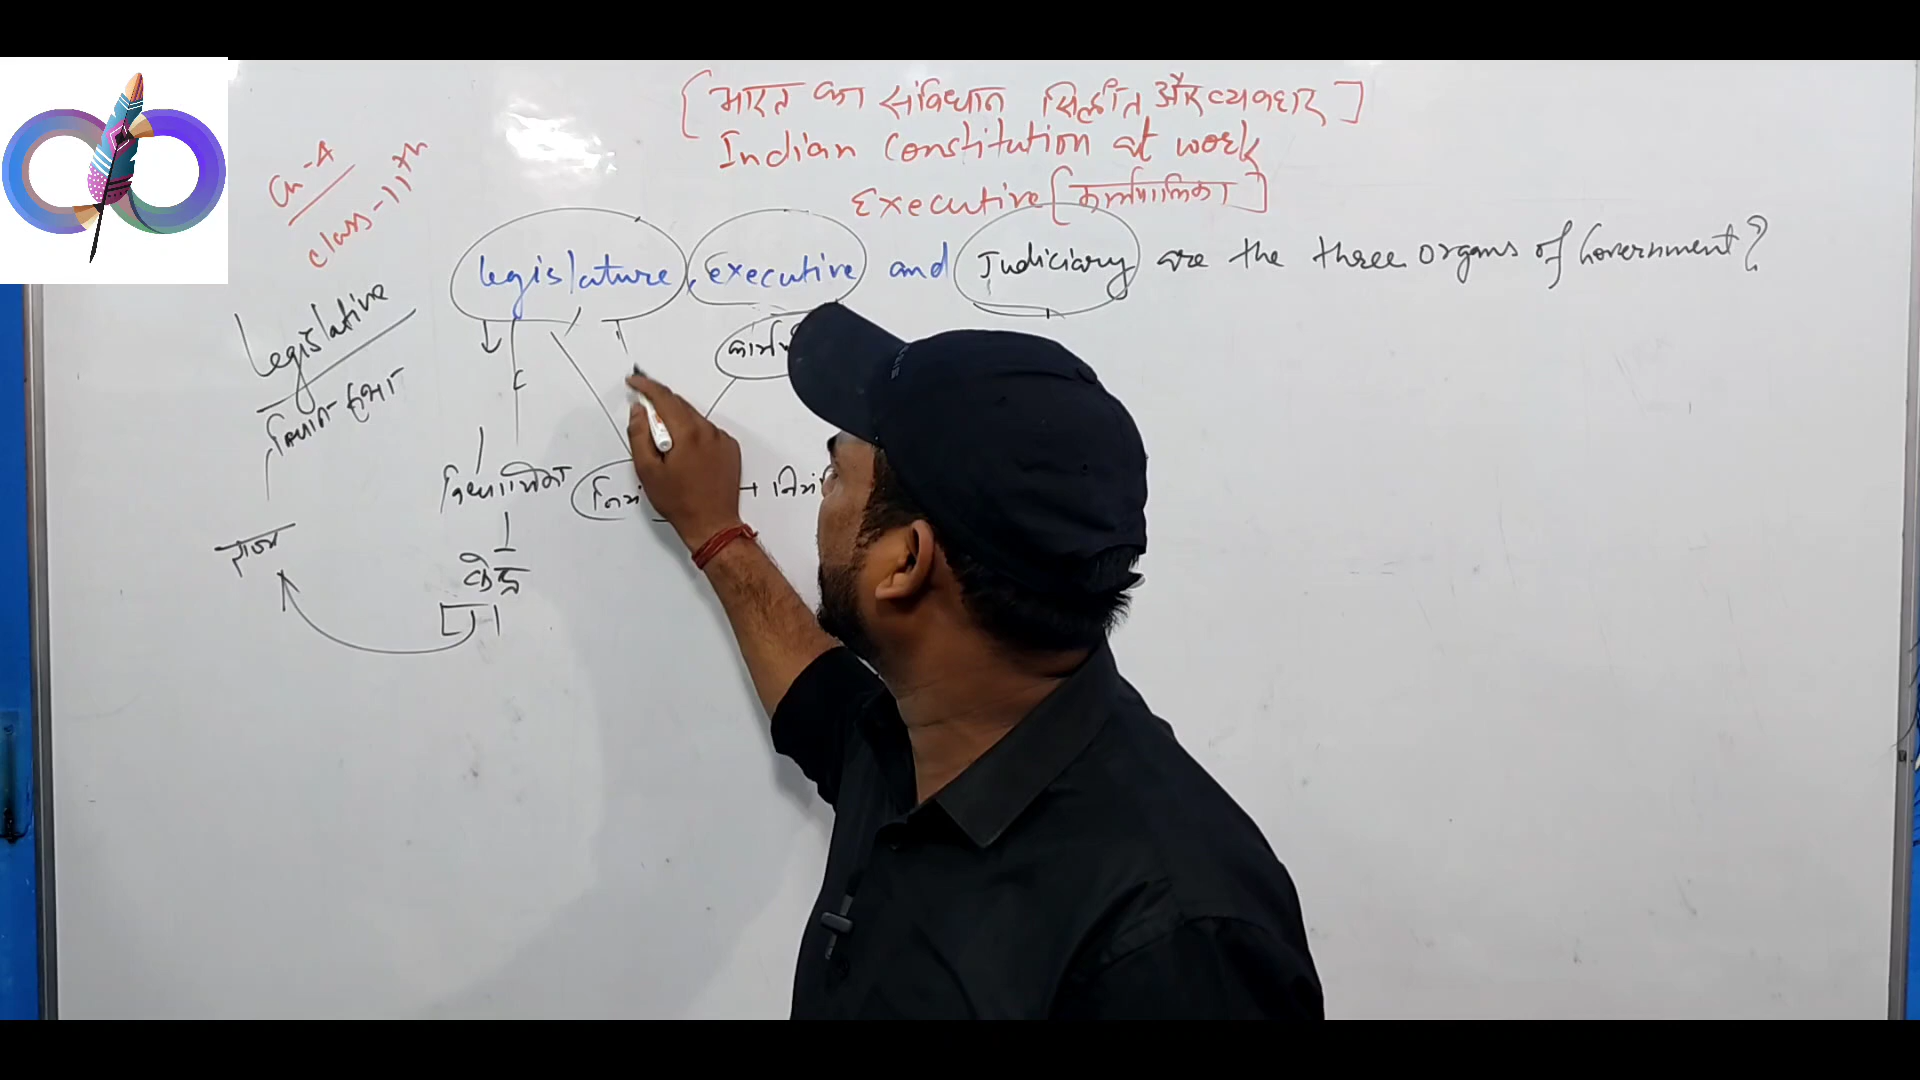 [भारत का संविधान सिद्धांत और व्यवहार]
Indian Constitution at work
Executive [कार्यपालिका]
Ch-4
class-11th
legislature, Executive and Judiciary are the three organs of Government?
Legislative
विधान-सभा
राज्य
विधायिका
केंद्र